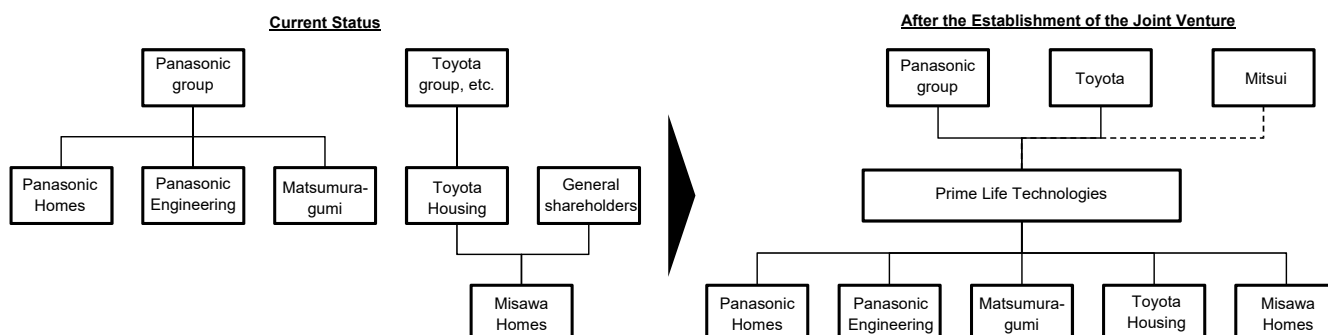 Current Status
Panasonic
group
Toyota
group, etc.
Panasonic
Homes
Panasonic
Engineering
Matsumura-
gumi
Toyota
Housing
General
shareholders
Misawa
Homes
After the Establishment of the Joint Venture
Panasonic
group
Toyota
Mitsui
Prime Life Technologies
Panasonic
Homes
Panasonic
Engineering
Matsumura-
gumi
Toyota
Housing
Misawa
Homes